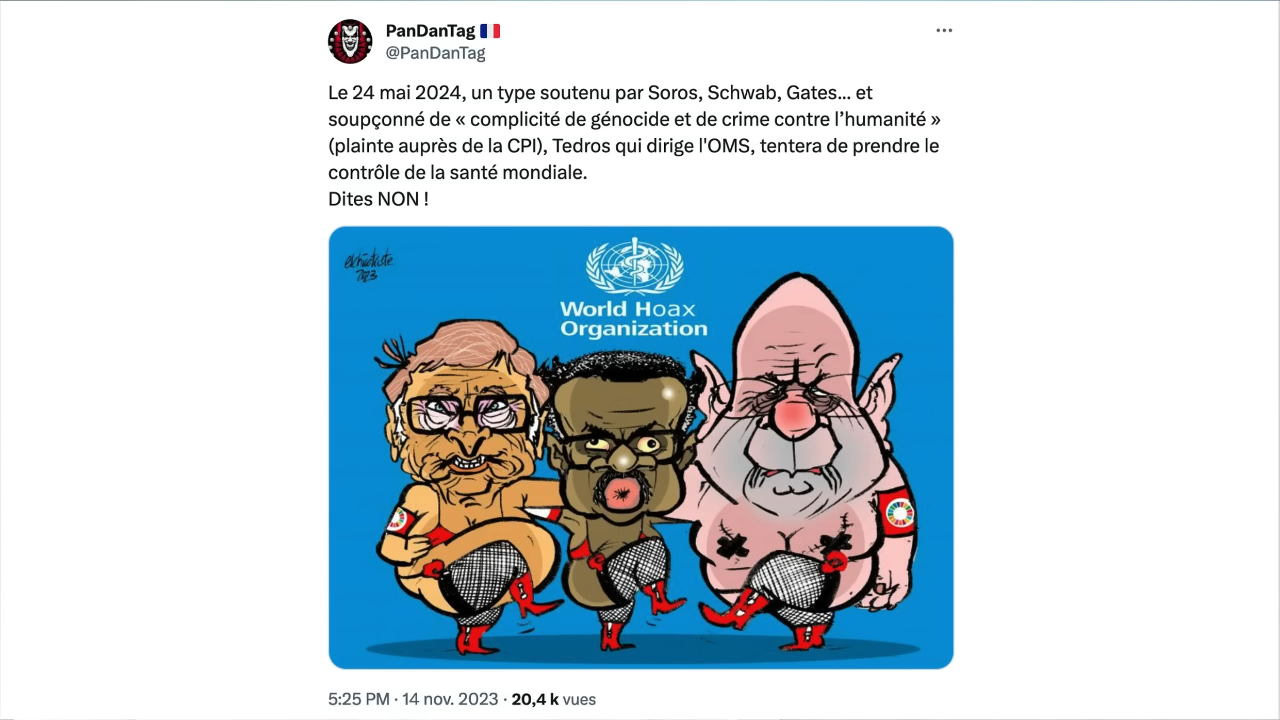 PanDanTag
@PanDanTag
Le 24 mai 2024, un type soutenu par Soros, Schwab, Gates... et
soupçonné de « complicité de génocide et de crime contre l’humanité »
(plainte auprès de la CPI), Tedros qui dirige l'OMS, tentera de prendre le
contrôle de la santé mondiale.
Dites NON !
2023
World Hoax
Organization
5:25 PM · 14 nov. 2023 · 20,4 k vues